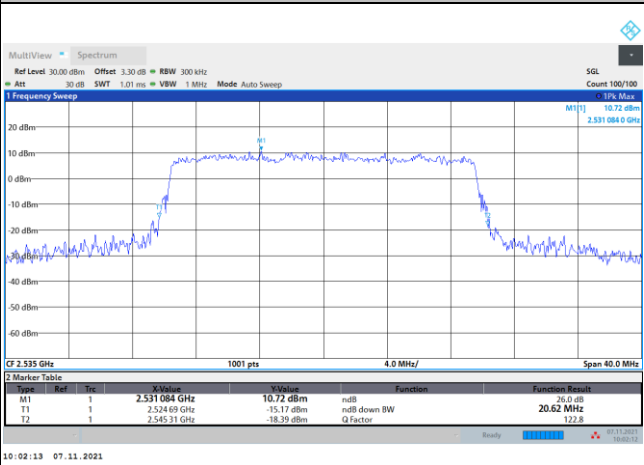 MultiView Spectrum
Ref Level 30.00 dBm Offset 3.30 dB RBW 300 kHz SGL
Att 30 dB SWT 1.01 ms VBW 1 MHz Mode Auto Sweep Count 100/100
1 Frequency Sweep 1Pk Max
M1[1] 10.72 dBm
2.531 084 0 GHz
20 dBm
M1
10 dBm
0 dBm
-10 dBm
T1
T2
-20 dBm
-30 dBm
-40 dBm
-50 dBm
-60 dBm
CF 2.535 GHz 1001 pts 4.0 MHz/ Span 40.0 MHz
2 Marker Table
Type Ref Trc X-Value Y-Value Function Function Result
M1 1 2.531 084 GHz 10.72 dBm ndB 26.0 dB
T1 1 2.524 69 GHz -15.17 dBm ndB down BW 20.62 MHz
T2 1 2.545 31 GHz -18.39 dBm Q Factor 122.8
Ready 07.11.2021
10:02:12
10:02:13 07.11.2021